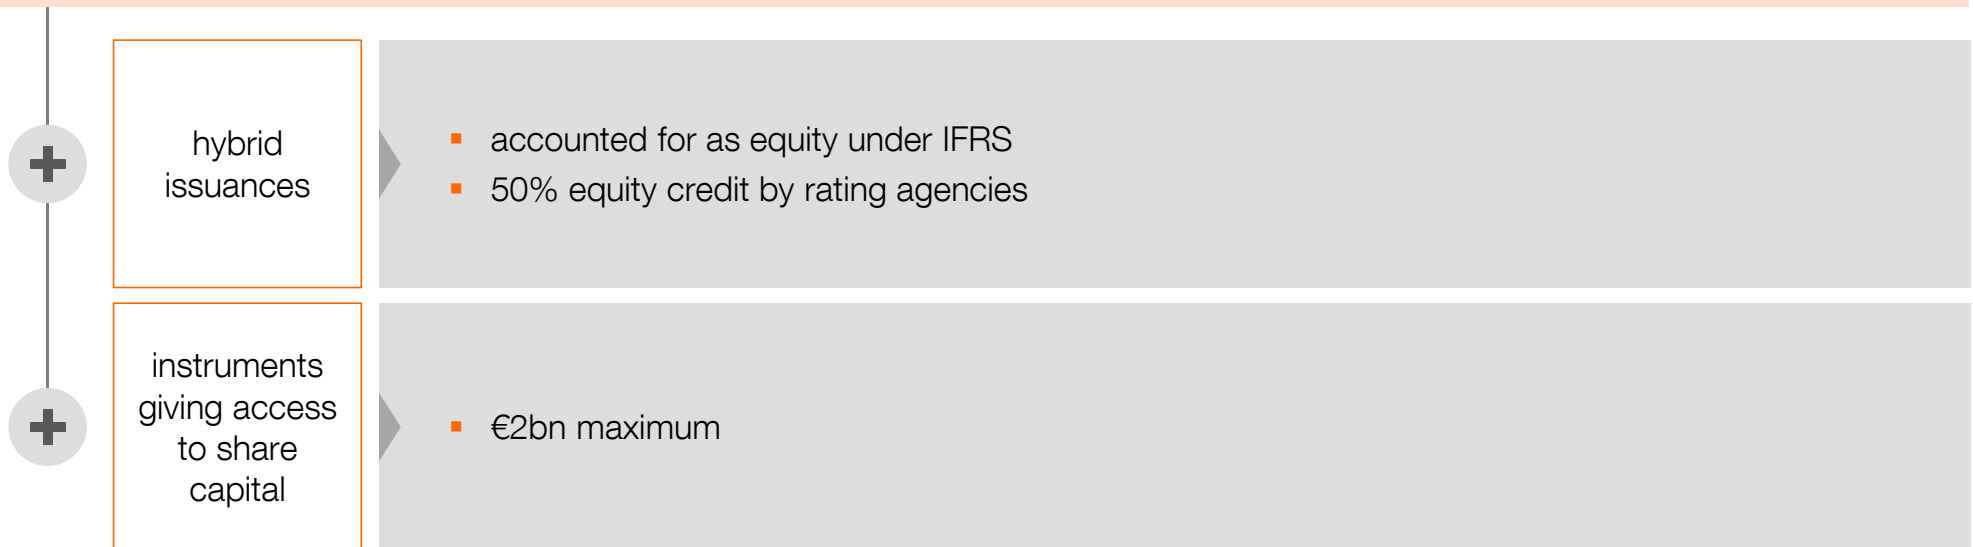 hybrid
issuances
▪ accounted for as equity under IFRS
▪ 50% equity credit by rating agencies
instruments
giving access
to share
capital
▪ €2bn maximum